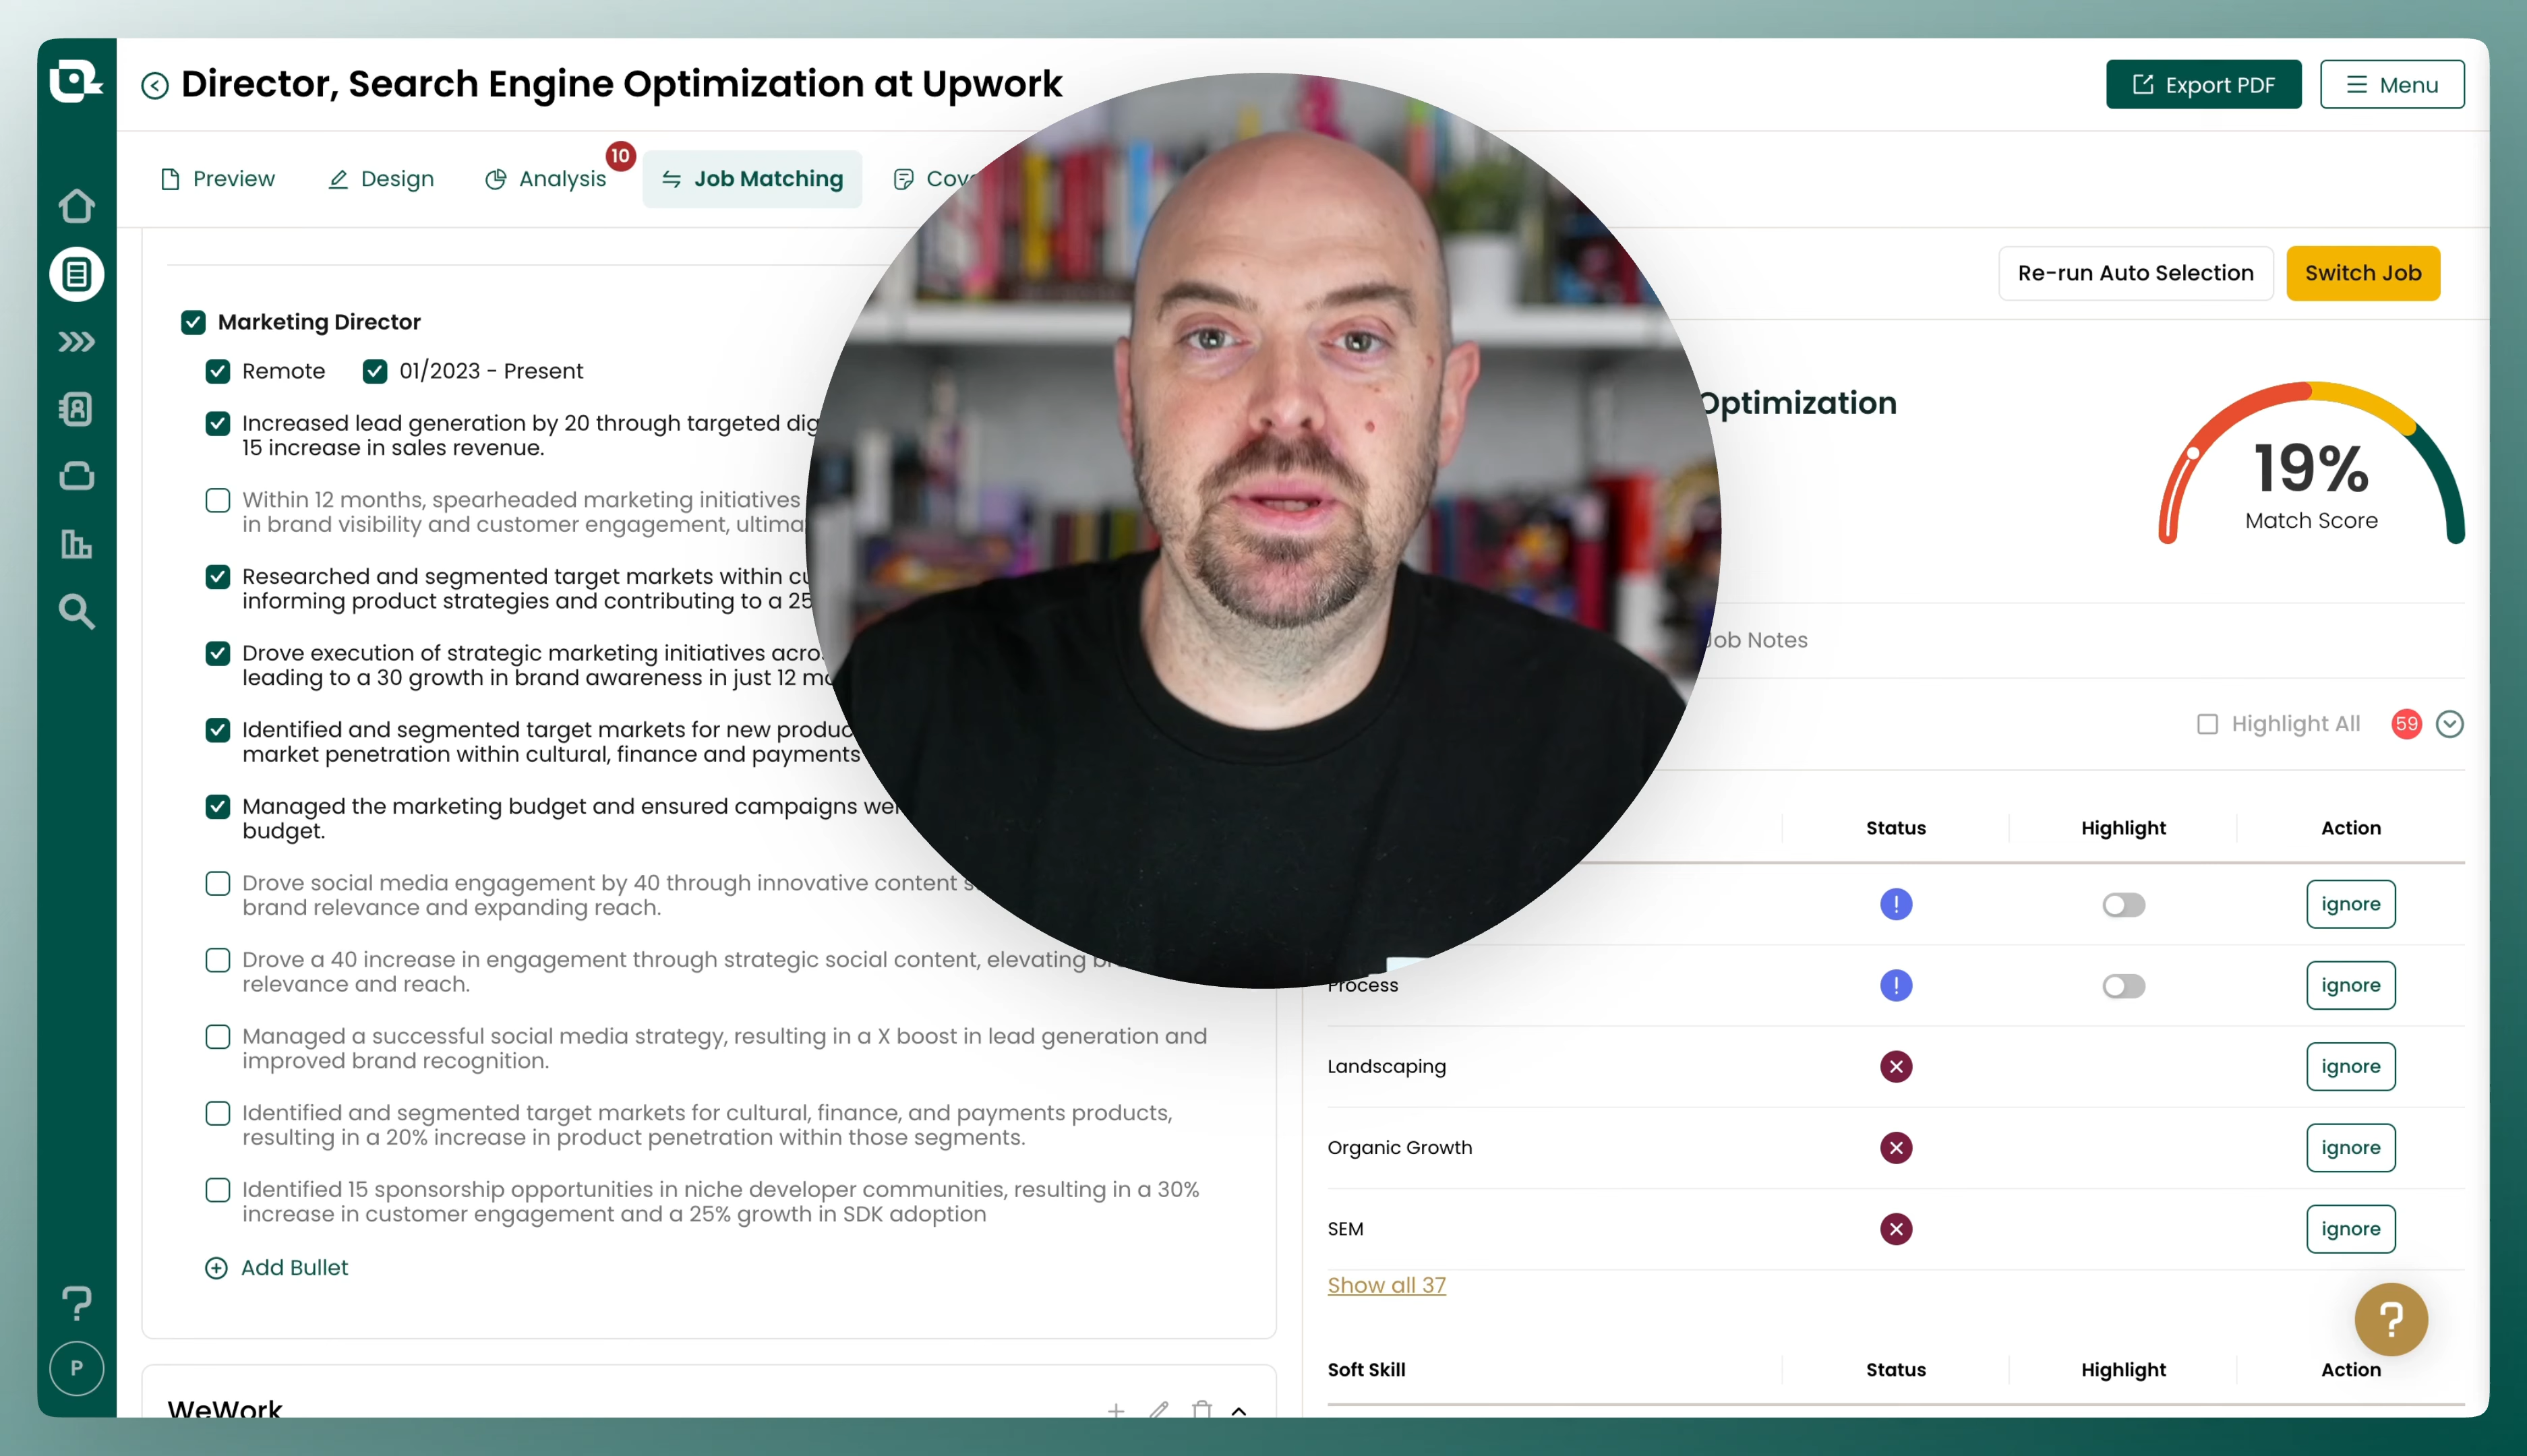 Director, Search Engine Optimization at Upwork
Export PDF
Menu
Preview
Design
Analysis
10
Job Matching
Re-run Auto Selection
Switch Job
Marketing Director
Remote
01/2023 - Present
Increased lead generation by 20 through targeted
15 increase in sales revenue.
Within 12 months, spearheaded marketing initiatives
in brand visibility and customer engagement,
Researched and segmented target markets within
informing product strategies and contributing to a 25
Drove execution of strategic marketing initiatives
leading to a 30 growth in brand awareness in just 12
Identified and segmented target markets for new
market penetration within cultural, finance and payments
Managed the marketing budget and ensured campaigns
budget.
Drove social media engagement by 40 through innovative content
brand relevance and expanding reach.
Drove a 40 increase in engagement through strategic social content, elevating
relevance and reach.
Managed a successful social media strategy, resulting in a X boost in lead generation and
improved brand recognition.
Identified and segmented target markets for cultural, finance, and payments products,
resulting in a 20% increase in product penetration within those segments.
Identified 15 sponsorship opportunities in niche developer communities, resulting in a 30%
increase in customer engagement and a 25% growth in SDK adoption
Add Bullet
WeWork
Optimization
19%
Match Score
Job Notes
Highlight All
59
Status
Highlight
Action
ignore
Process
ignore
Landscaping
ignore
Organic Growth
ignore
SEM
ignore
Show all 37
Soft Skill
Status
Highlight
Action
?
?
P